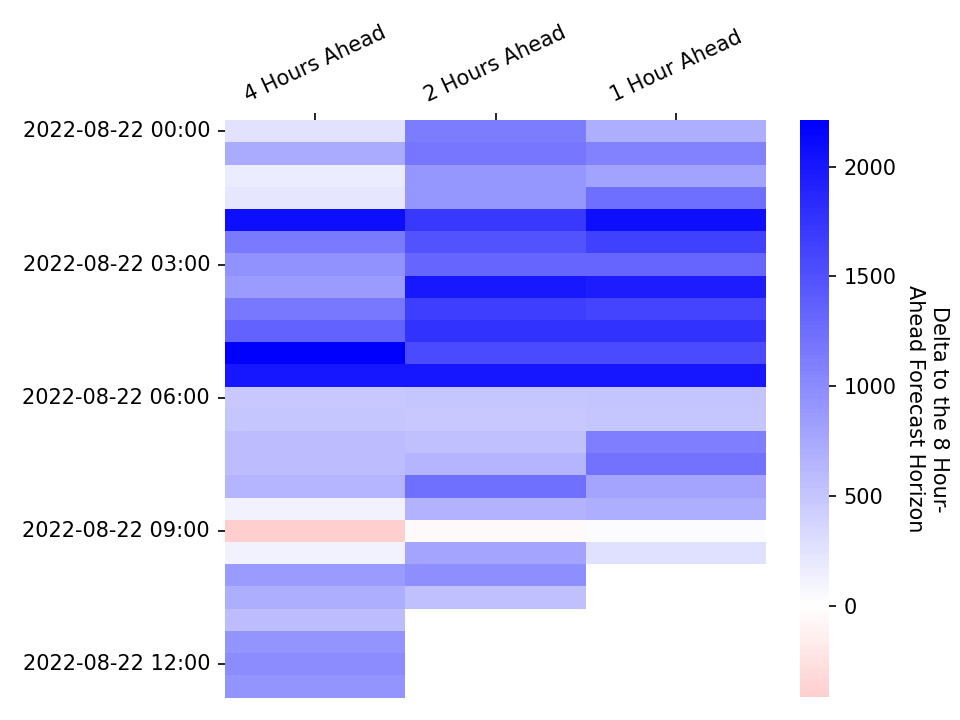 4 Hours Ahead
2 Hours Ahead
1 Hour Ahead
2022-08-22 00:00
2022-08-22 03:00
2022-08-22 06:00
2022-08-22 09:00
2022-08-22 12:00
2000
1500
1000
500
0
Delta to the 8 Hour-
Ahead Forecast Horizon